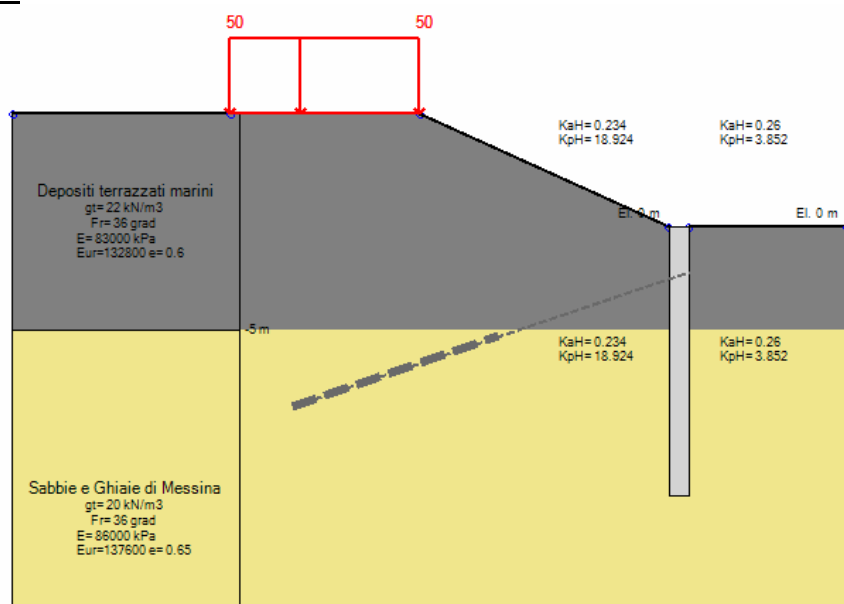 50 50
KaH= 0.234 KaH= 0.26
KpH= 18.924 KpH= 3.852
Depositi terrazzati marini
gt= 22 kN/m3
Fr= 36 grad
E= 83000 kPa
Eur=132800 e= 0.6
El. 0 m El. 0 m
-5 m
KaH= 0.234 KaH= 0.26
KpH= 18.924 KpH= 3.852
Sabbie e Ghiaie di Messina
gt= 20 kN/m3
Fr= 36 grad
E= 86000 kPa
Eur=137600 e= 0.65